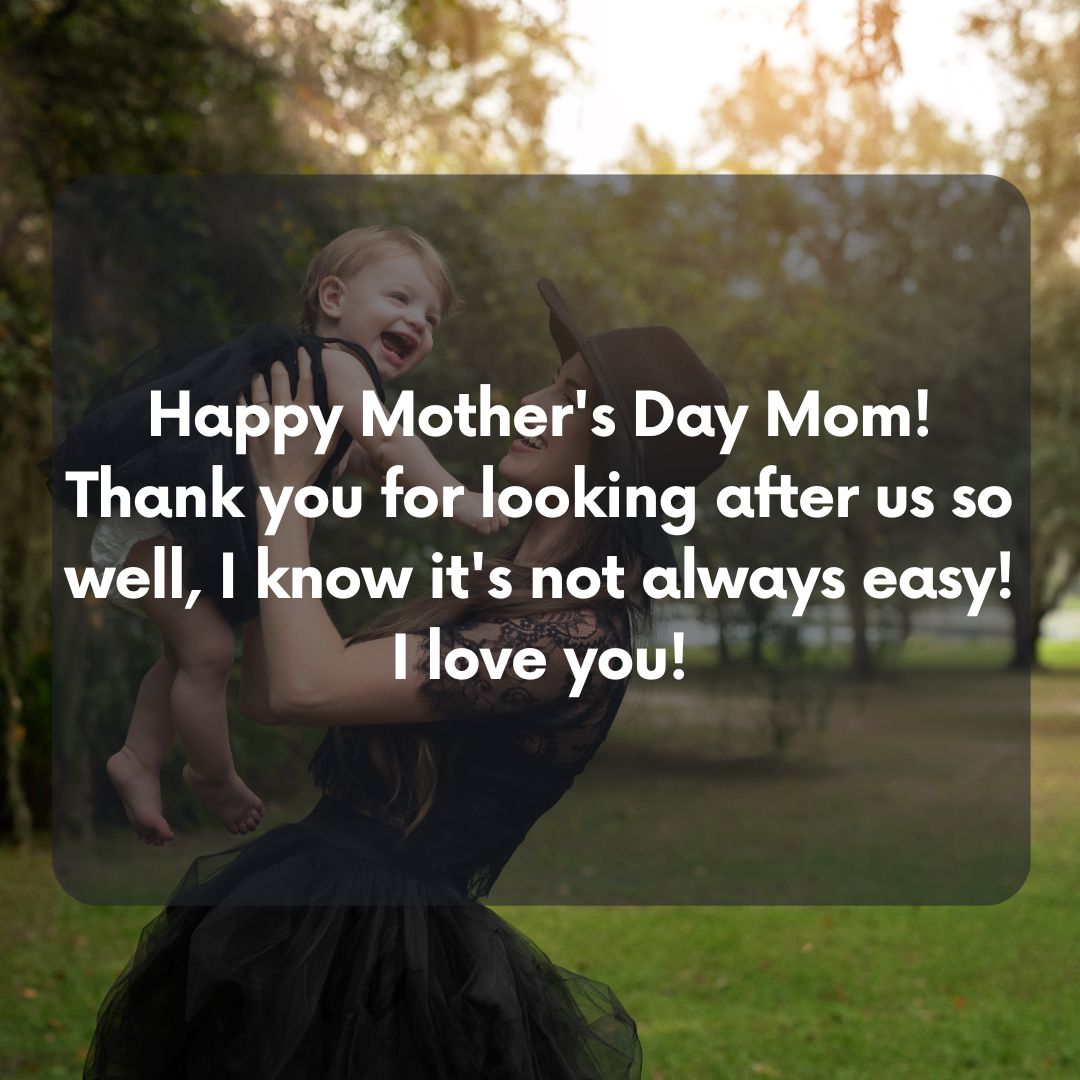 Happy Mother's Day Mom!
Thank you for looking after us so
well, I know it's not always easy!
I love you!